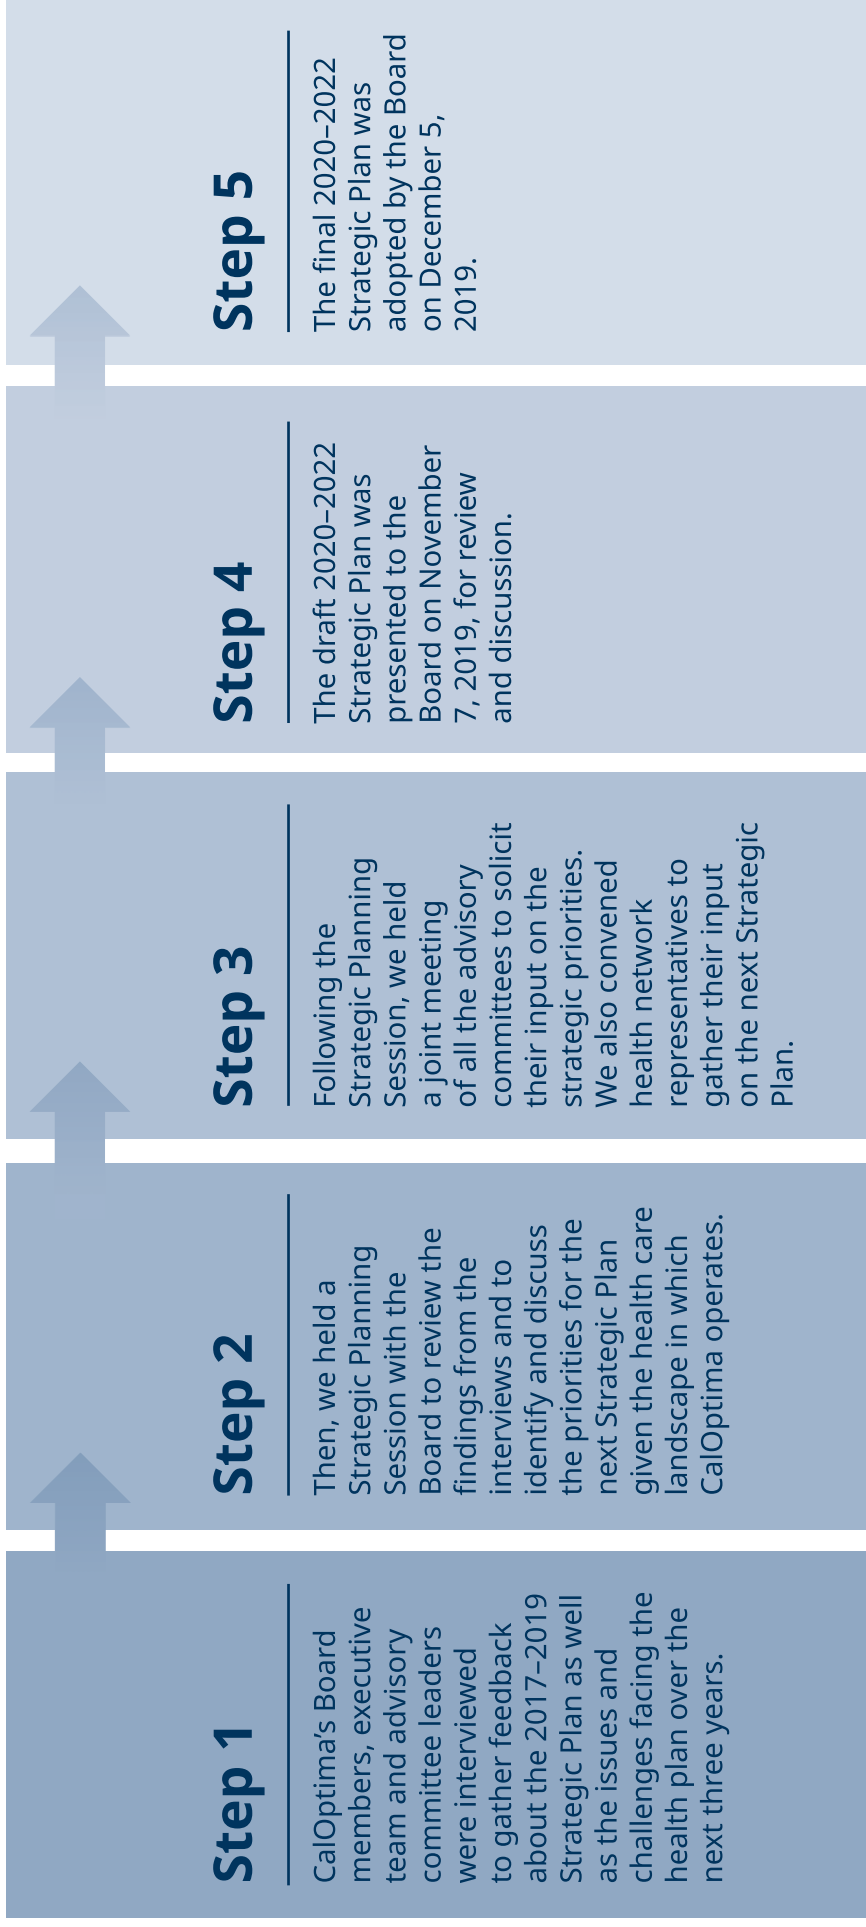 Step 1
CalOptima’s Board
members, executive
team and advisory
committee leaders
were interviewed
to gather feedback
about the 2017–2019
Strategic Plan as well
as the issues and
challenges facing the
health plan over the
next three years.
Step 2
Then, we held a
Strategic Planning
Session with the
Board to review the
findings from the
interviews and to
identify and discuss
the priorities for the
next Strategic Plan
given the health care
landscape in which
CalOptima operates.
Step 3
Following the
Strategic Planning
Session, we held
a joint meeting
of all the advisory
committees to solicit
their input on the
strategic priorities.
We also convened
health network
representatives to
gather their input
on the next Strategic
Plan.
Step 4
The draft 2020–2022
Strategic Plan was
presented to the
Board on November
7, 2019, for review
and discussion.
Step 5
The final 2020–2022
Strategic Plan was
adopted by the Board
on December 5,
2019.